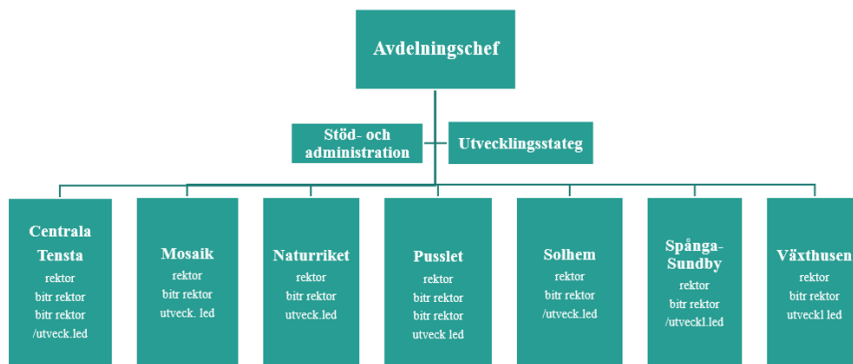 Avdelningschef
Stöd- och
administration
Utvecklingsstateg
Centrala
Tensta
rektor
bitr rektor
bitr rektor
/utveck.led
Mosaik
rektor
bitr rektor
utveck. led
Naturriket
rektor
bitr rektor
utveck.led
Pusslet
rektor
bitr rektor
bitr rektor
utveck led
Solhem
rektor
bitr rektor
/utveck.led
Spånga-
Sundby
rektor
bitr rektor
/utveckl.led
Växthusen
rektor
bitr rektor
utveckl led